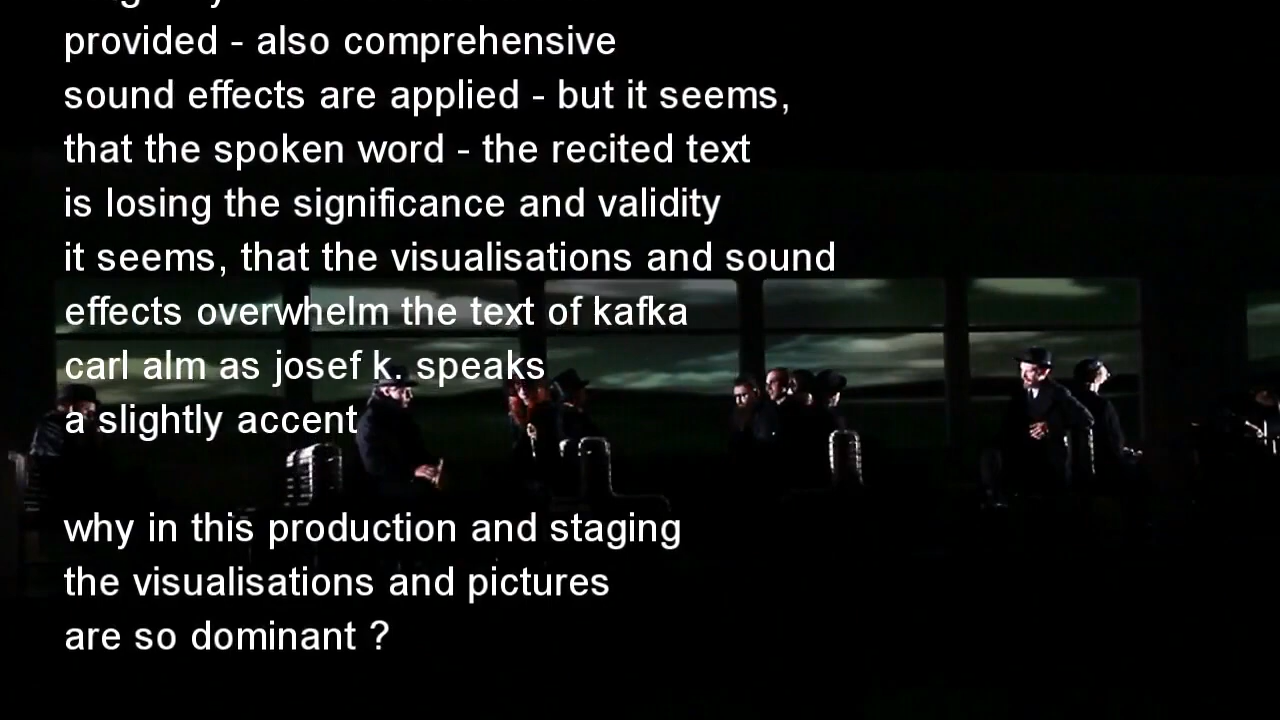 provided - also comprehensive
sound effects are applied - but it seems,
that the spoken word - the recited text
is losing the significance and validity
it seems, that the visualisations and sound
effects overwhelm the text of kafka
carl alm as josef k. speaks
a slightly accent
why in this production and staging
the visualisations and pictures
are so dominant ?